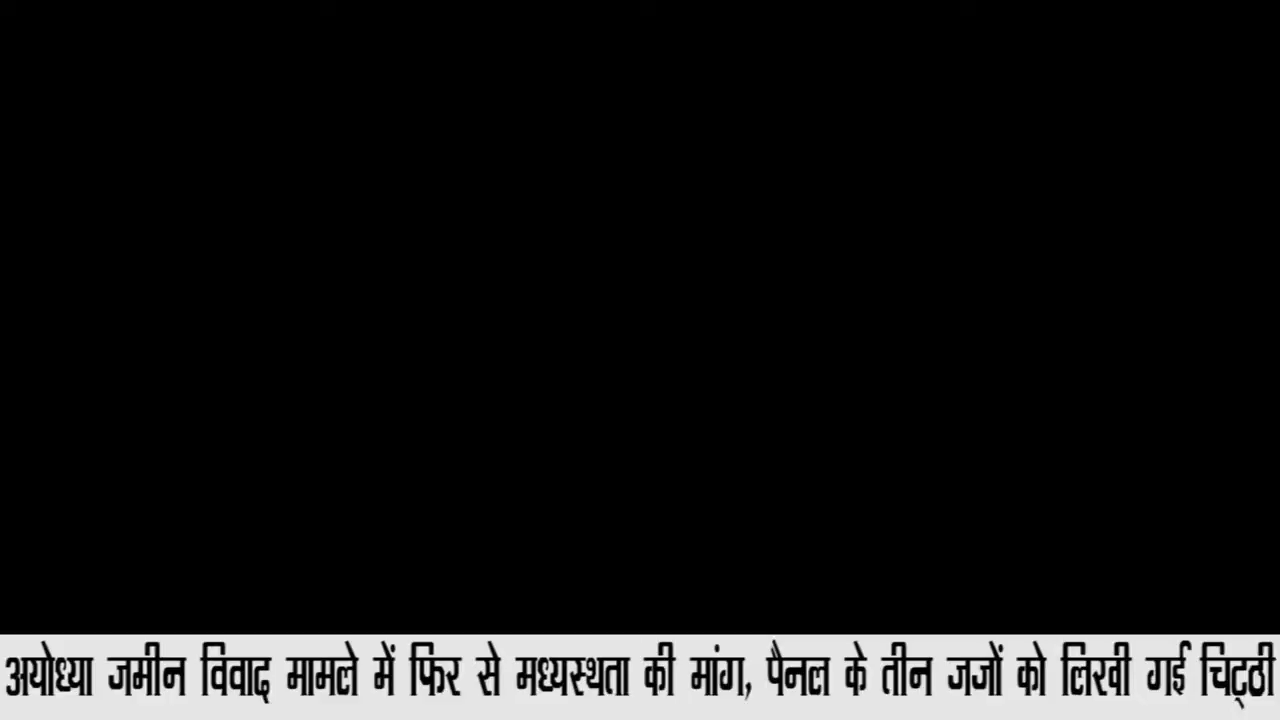 अयोध्या जमीन विवाद मामले में फिर से मध्यस्थता की मांग, पैनल के तीन जजों को लिखी गई चिट्ठी